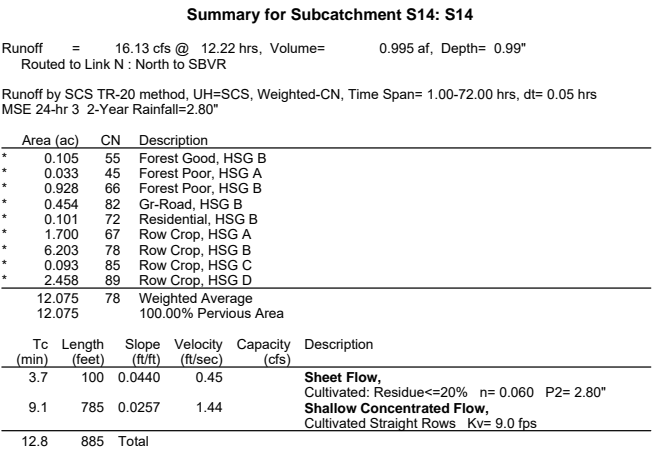 Summary for Subcatchment S14: S14
Runoff = 16.13 cfs @ 12.22 hrs, Volume= 0.995 af, Depth= 0.99"
Routed to Link N : North to SBVR
Runoff by SCS TR-20 method, UH=SCS, Weighted-CN, Time Span= 1.00-72.00 hrs, dt= 0.05 hrs
MSE 24-hr 3 2-Year Rainfall=2.80"
Area (ac) CN Description
* 0.105 55 Forest Good, HSG B
* 0.033 45 Forest Poor, HSG A
* 0.928 66 Forest Poor, HSG B
* 0.454 82 Gr-Road, HSG B
* 0.101 72 Residential, HSG B
* 1.700 67 Row Crop, HSG A
* 6.203 78 Row Crop, HSG B
* 0.093 85 Row Crop, HSG C
* 2.458 89 Row Crop, HSG D
12.075 78 Weighted Average
12.075 100.00% Pervious Area
Tc Length Slope Velocity Capacity Description
(min) (feet) (ft/ft) (ft/sec) (cfs)
3.7 100 0.0440 0.45 Sheet Flow,
Cultivated: Residue<=20% n= 0.060 P2= 2.80"
9.1 785 0.0257 1.44 Shallow Concentrated Flow,
Cultivated Straight Rows Kv= 9.0 fps
12.8 885 Total